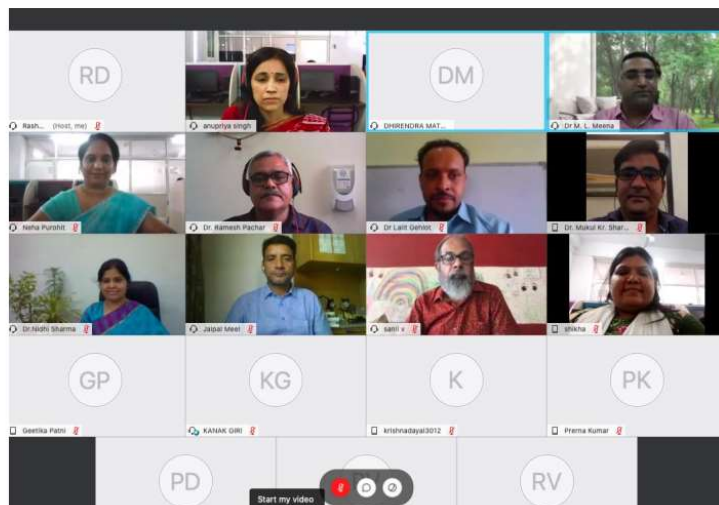 RD
Rash... (Host, me)
anupriya singh
DM
DHIRENDRA MAT...
Dr M. L. Meena
Neha Purohit
Dr. Ramesh Pachar
Dr Lalit Gehlot
Dr. Mukul Kr. Shar...
Dr.Nidhi Sharma
Jaipal Meel
salil v
shikha
GP
Geetika Patni
KG
KANAK GIRI
K
krishnadayal3012
PK
Prerna Kumar
PD
RV
Start my video